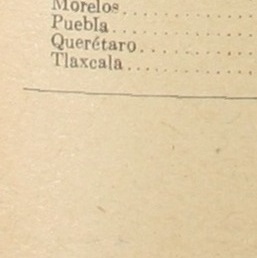 Morelos..............
Puebla..............
Querétaro...........
Tlaxcala.............